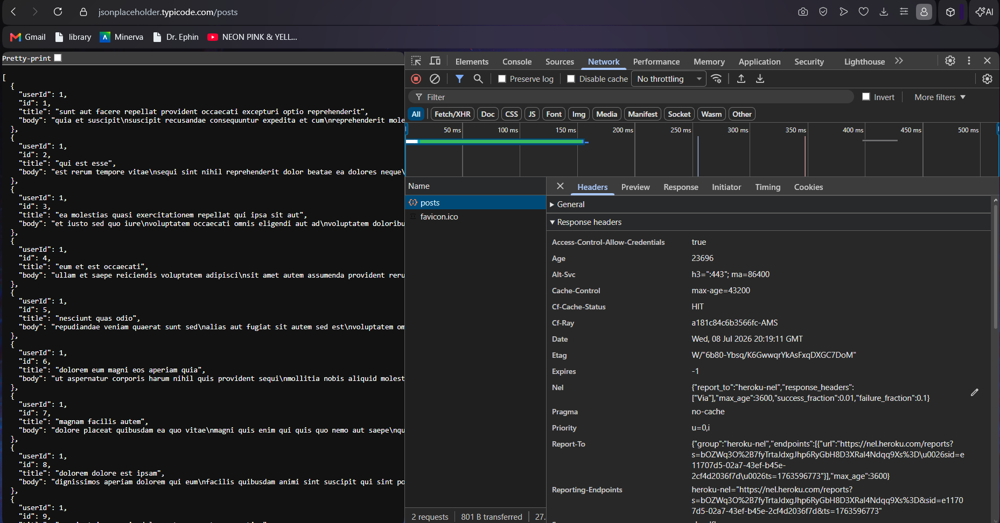 jsonplaceholder.typicode.com/posts
AI
Gmail library Minerva Dr. Ephin NEON PINK & YELL...
Pretty-print
[
{
"userId": 1,
"id": 1,
"title": "sunt aut facere repellat provident occaecati excepturi optio reprehenderit",
"body": "quia et suscipit\nsuscipit recusandae consequuntur expedita et cum\nreprehenderit mole
},
{
"userId": 1,
"id": 2,
"title": "qui est esse",
"body": "est rerum tempore vitae\nsequi sint nihil reprehenderit dolor beatae ea dolores neque\
},
{
"userId": 1,
"id": 3,
"title": "ea molestias quasi exercitationem repellat qui ipsa sit aut",
"body": "et iusto sed quo iure\nvoluptatem occaecati omnis eligendi aut ad\nvoluptatem doloribu
},
{
"userId": 1,
"id": 4,
"title": "eum et est occaecati",
"body": "ullam et saepe reiciendis voluptatem adipisci\nsit amet autem assumenda provident reru
},
{
"userId": 1,
"id": 5,
"title": "nesciunt quas odio",
"body": "repudiandae veniam quaerat sunt sed\nalias aut fugiat sit autem sed est\nvoluptatem om
},
{
"userId": 1,
"id": 6,
"title": "dolorem eum magni eos aperiam quia",
"body": "ut aspernatur corporis harum nihil quis provident sequi\nmollitia nobis aliquid molest
},
{
"userId": 1,
"id": 7,
"title": "magnam facilis autem",
"body": "dolore placeat quibusdam ea quo vitae\nmagni quis enim qui quis quo nemo aut saepe\nqu
},
{
"userId": 1,
"id": 8,
"title": "dolorem dolore est ipsam",
"body": "dignissimos aperiam dolorem qui eum\nfacilis quibusdam animi sint suscipit qui sint po
},
{
"userId": 1,
"id": 9,
Elements Console Sources Network Performance Memory Application Security Lighthouse
Preserve log Disable cache No throttling
Filter Invert More filters
All Fetch/XHR Doc CSS JS Font Img Media Manifest Socket Wasm Other
50 ms 100 ms 150 ms 200 ms 250 ms 300 ms 350 ms 400 ms 450 ms 500 ms
Name
posts
favicon.ico
2 requests 801 B transferred 27.
Headers Preview Response Initiator Timing Cookies
General
Response headers
Access-Control-Allow-Credentials true
Age 23696
Alt-Svc h3=":443"; ma=86400
Cache-Control max-age=43200
Cf-Cache-Status HIT
Cf-Ray a181c84c6b3566fc-AMS
Date Wed, 08 Jul 2026 20:19:11 GMT
Etag W/"6b80-Ybsq/K6GwwqrYkAsFxqDXGC7DoM"
Expires -1
Nel {"report_to":"heroku-nel","response_headers":
["Via"],"max_age":3600,"success_fraction":0.01,"failure_fraction":0.1}
Pragma no-cache
Priority u=0,i
Report-To {"group":"heroku-nel","endpoints":[{"url":"https://nel.heroku.com/reports?
s=bOZWq3O%2B7fyTrtaJdxgJhp6RyGbH8D3XRal4Ndqq9Xs%3D\u0026sid=e
11707d5-02a7-43ef-b45e-
2cf4d2036f7d\u0026ts=1763596773"}],"max_age":3600}
Reporting-Endpoints heroku-nel="https://nel.heroku.com/reports?
s=bOZWq3O%2B7fyTrtaJdxgJhp6RyGbH8D3XRal4Ndqq9Xs%3D&sid=e1170
7d5-02a7-43ef-b45e-2cf4d2036f7d&ts=1763596773"